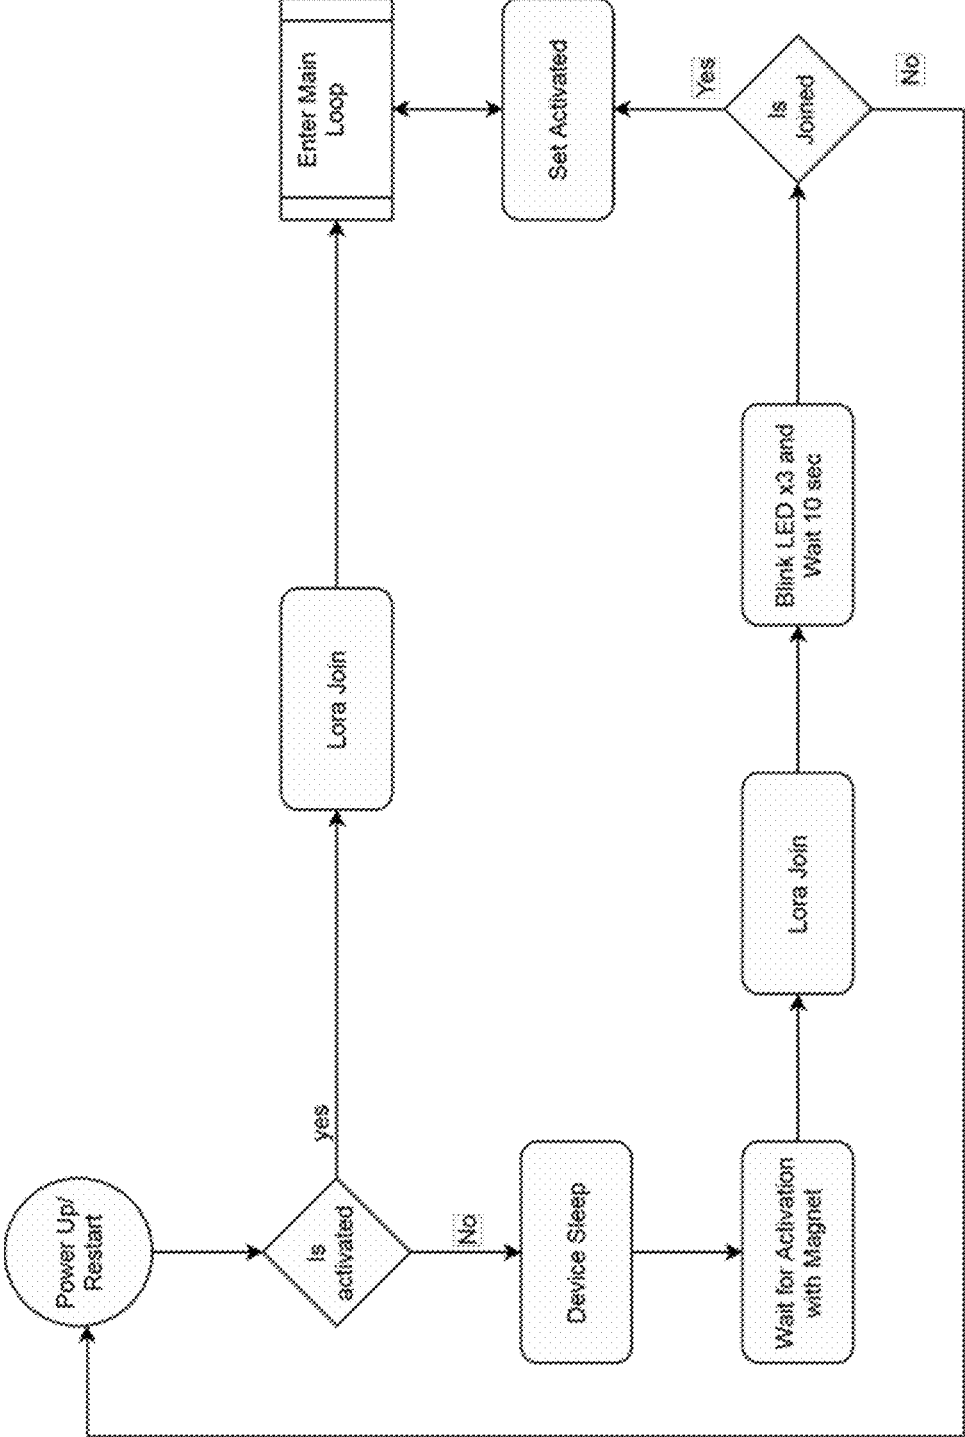 Power Up/
Restart
Is
activated
yes
No
Lora Join
Enter Main
Loop
Device Sleep
Wait for Activation
with Magnet
Lora Join
Blink LED x3 and
Wait 10 sec
Is
Joined
Yes
No
Set Activated